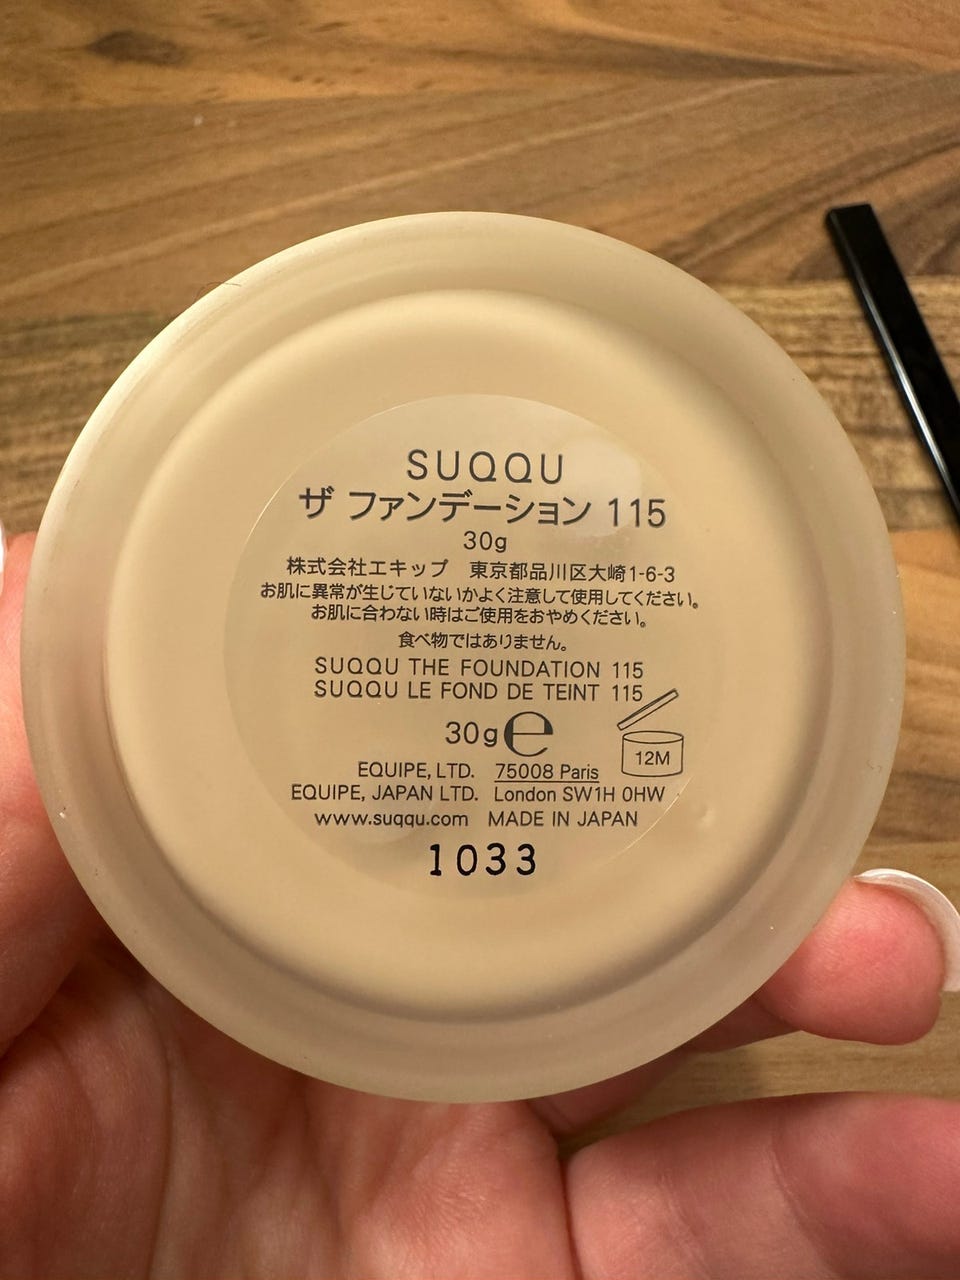 SUQQU
ザ ファンデーション 115
30g
株式会社エキップ 東京都品川区大崎1-6-3
お肌に異常が生じていないかよく注意して使用してください。
お肌に合わない時はご使用をおやめください。
食べ物ではありません。
SUQQU THE FOUNDATION 115
SUQQU LE FOND DE TEINT 115
30g e
12M
EQUIPE, LTD. 75008 Paris
EQUIPE, JAPAN LTD. London SW1H 0HW
www.suqqu.com MADE IN JAPAN
1033